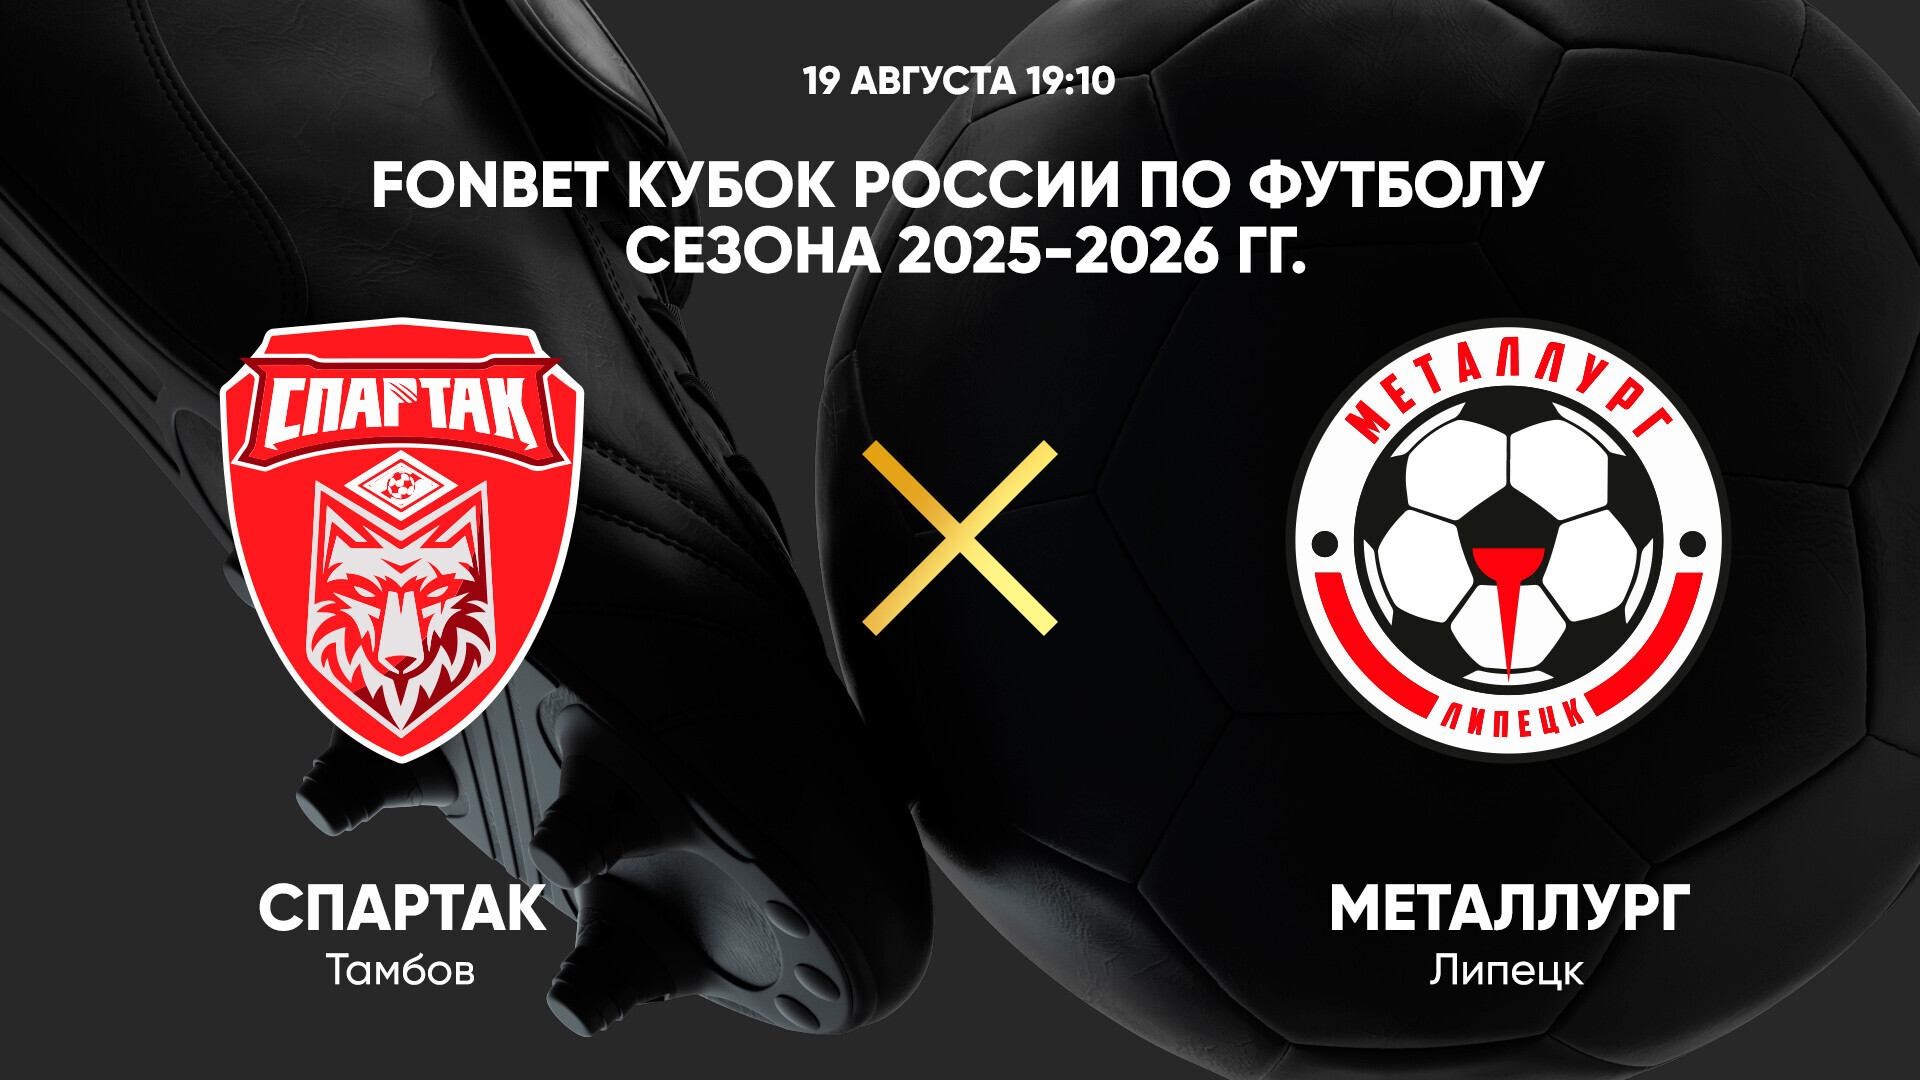 19 АВГУСТА 19:10
FONBET КУБОК РОССИИ ПО ФУТБОЛУ
СЕЗОНА 2025-2026 ГГ.
СПАРТАК
МЕТАЛЛУРГ
ЛИПЕЦК
СПАРТАК
Тамбов
МЕТАЛЛУРГ
Липецк